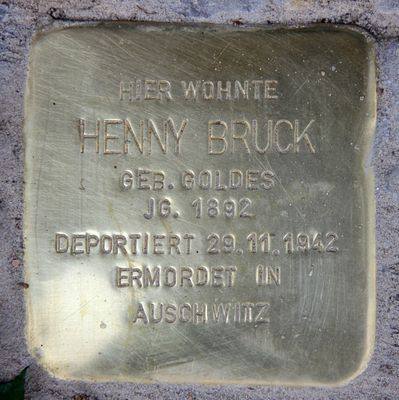 HIER WOHNTE
HENNY BRUCK
GEB. GOLDES
JG. 1892
DEPORTIERT 29.11.1942
ERMORDET IN
AUSCHWITZ